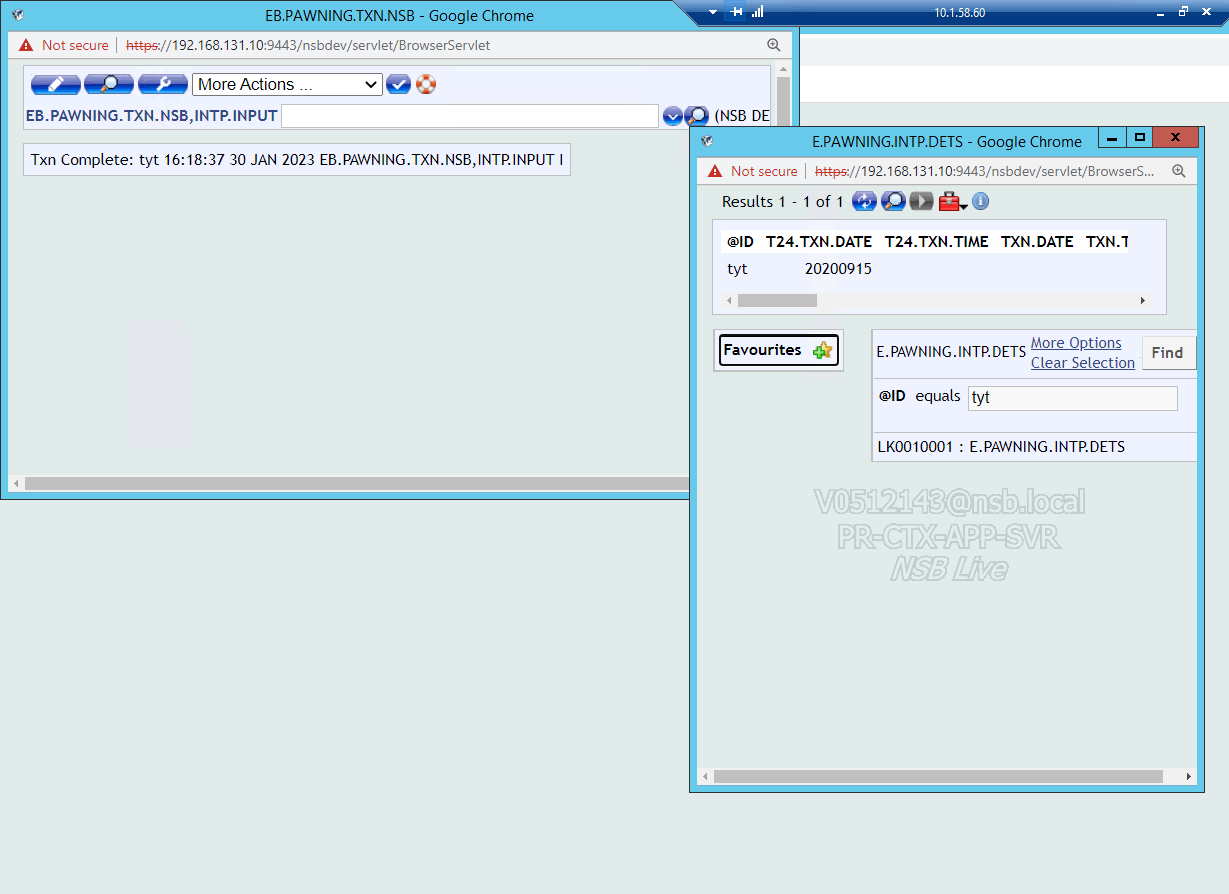 EB.PAWNING.TXN.NSB - Google Chrome
10.1.58.60
Not secure https://192.168.131.10:9443/nsbdev/servlet/BrowserServlet
More Actions ...
EB.PAWNING.TXN.NSB,INTP.INPUT (NSB DE
Txn Complete: tyt 16:18:37 30 JAN 2023 EB.PAWNING.TXN.NSB,INTP.INPUT I
E.PAWNING.INTP.DETS - Google Chrome
Not secure https://192.168.131.10:9443/nsbdev/servlet/BrowserS...
Results 1 - 1 of 1
@ID T24.TXN.DATE T24.TXN.TIME TXN.DATE TXN.T
tyt 20200915
Favourites
E.PAWNING.INTP.DETS More Options
Clear Selection
Find
@ID equals tyt
LK0010001 : E.PAWNING.INTP.DETS
V0512143@nsb.local
PR-CTX-APP-SVR
NSB Live